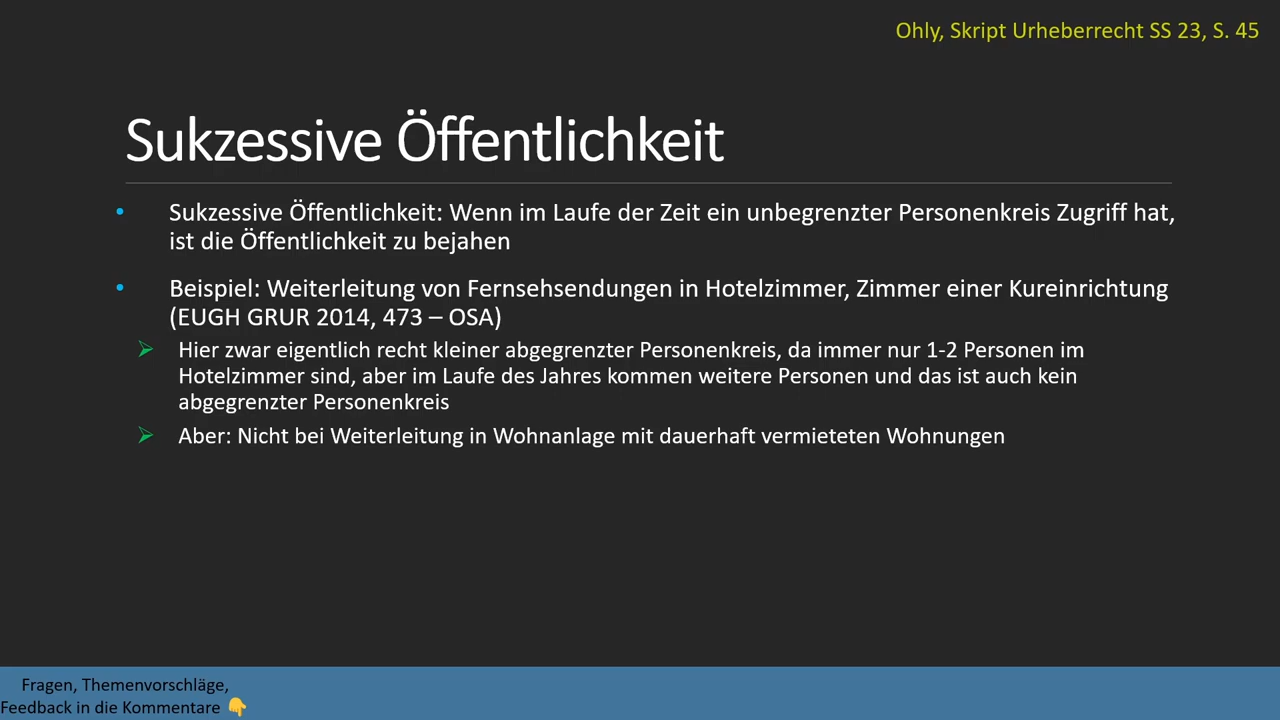 Ohly, Skript Urheberrecht SS 23, S. 45
Sukzessive Öffentlichkeit
• Sukzessive Öffentlichkeit: Wenn im Laufe der Zeit ein unbegrenzter Personenkreis Zugriff hat,
ist die Öffentlichkeit zu bejahen
• Beispiel: Weiterleitung von Fernsehsendungen in Hotelzimmer, Zimmer einer Kureinrichtung
(EUGH GRUR 2014, 473 – OSA)
➢ Hier zwar eigentlich recht kleiner abgegrenzter Personenkreis, da immer nur 1-2 Personen im
Hotelzimmer sind, aber im Laufe des Jahres kommen weitere Personen und das ist auch kein
abgegrenzter Personenkreis
➢ Aber: Nicht bei Weiterleitung in Wohnanlage mit dauerhaft vermieteten Wohnungen
Fragen, Themenvorschläge,
Feedback in die Kommentare 👇